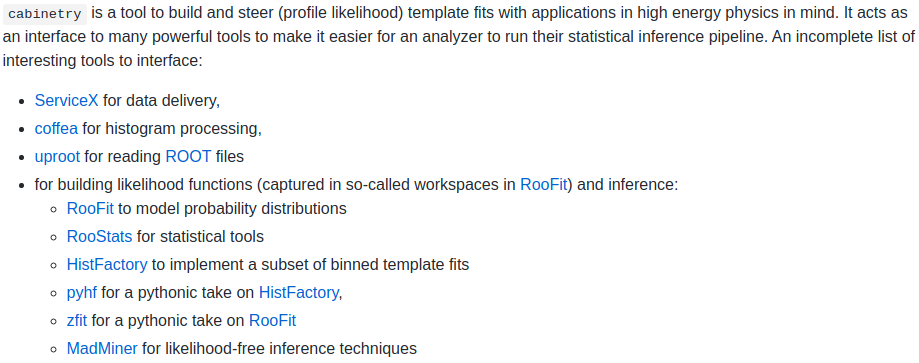 cabinetry is a tool to build and steer (profile likelihood) template fits with applications in high energy physics in mind. It acts as
an interface to many powerful tools to make it easier for an analyzer to run their statistical inference pipeline. An incomplete list of
interesting tools to interface:
• ServiceX for data delivery,
• coffea for histogram processing,
• uproot for reading ROOT files
• for building likelihood functions (captured in so-called workspaces in RooFit) and inference:
◦ RooFit to model probability distributions
◦ RooStats for statistical tools
◦ HistFactory to implement a subset of binned template fits
◦ pyhf for a pythonic take on HistFactory,
◦ zfit for a pythonic take on RooFit
◦ MadMiner for likelihood-free inference techniques